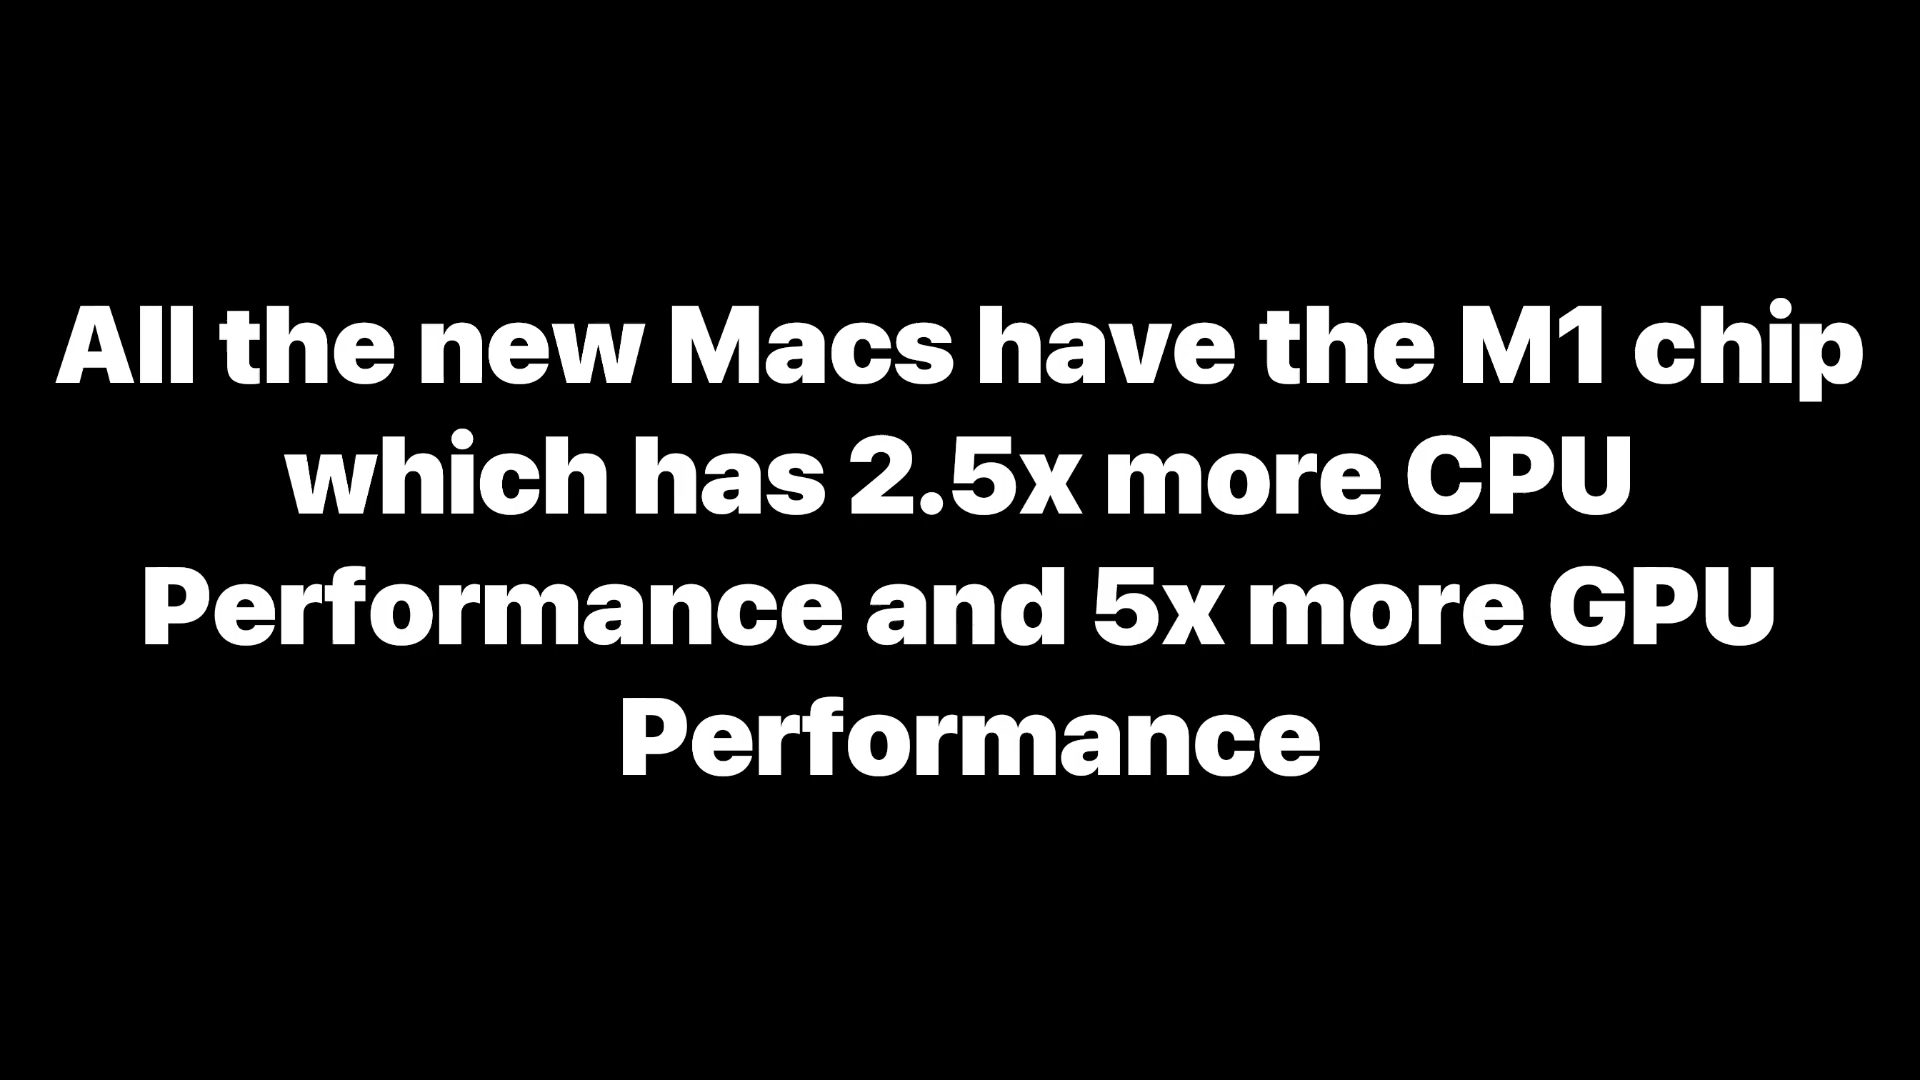 All the new Macs have the M1 chip
which has 2.5x more CPU
Performance and 5x more GPU
Performance